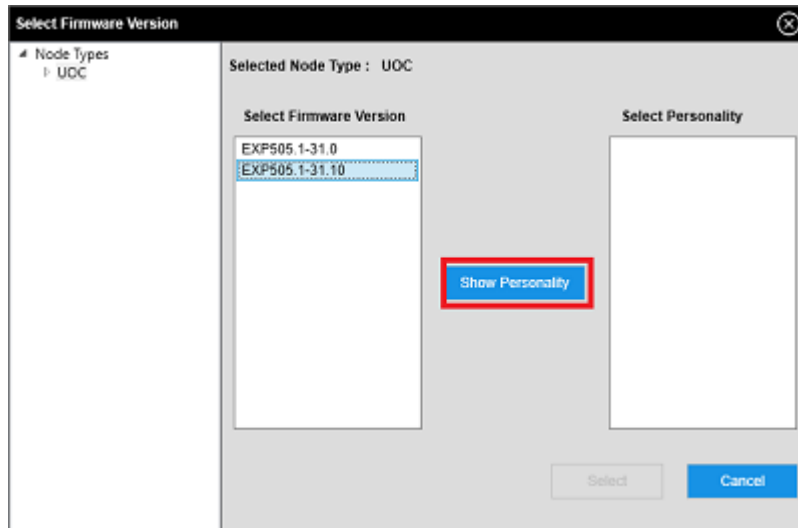 Select Firmware Version
Node Types
UOC
Selected Node Type : UOC
Select Firmware Version
Select Personality
EXP505.1-31.0
EXP505.1-31.10
Show Personality
Select
Cancel